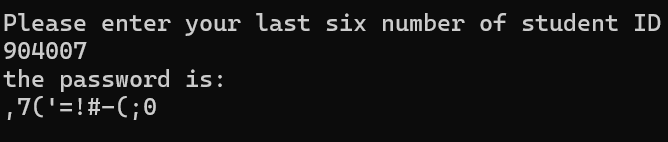 Please enter your last six number of student ID
904007
the password is:
,7('=!#-(;0